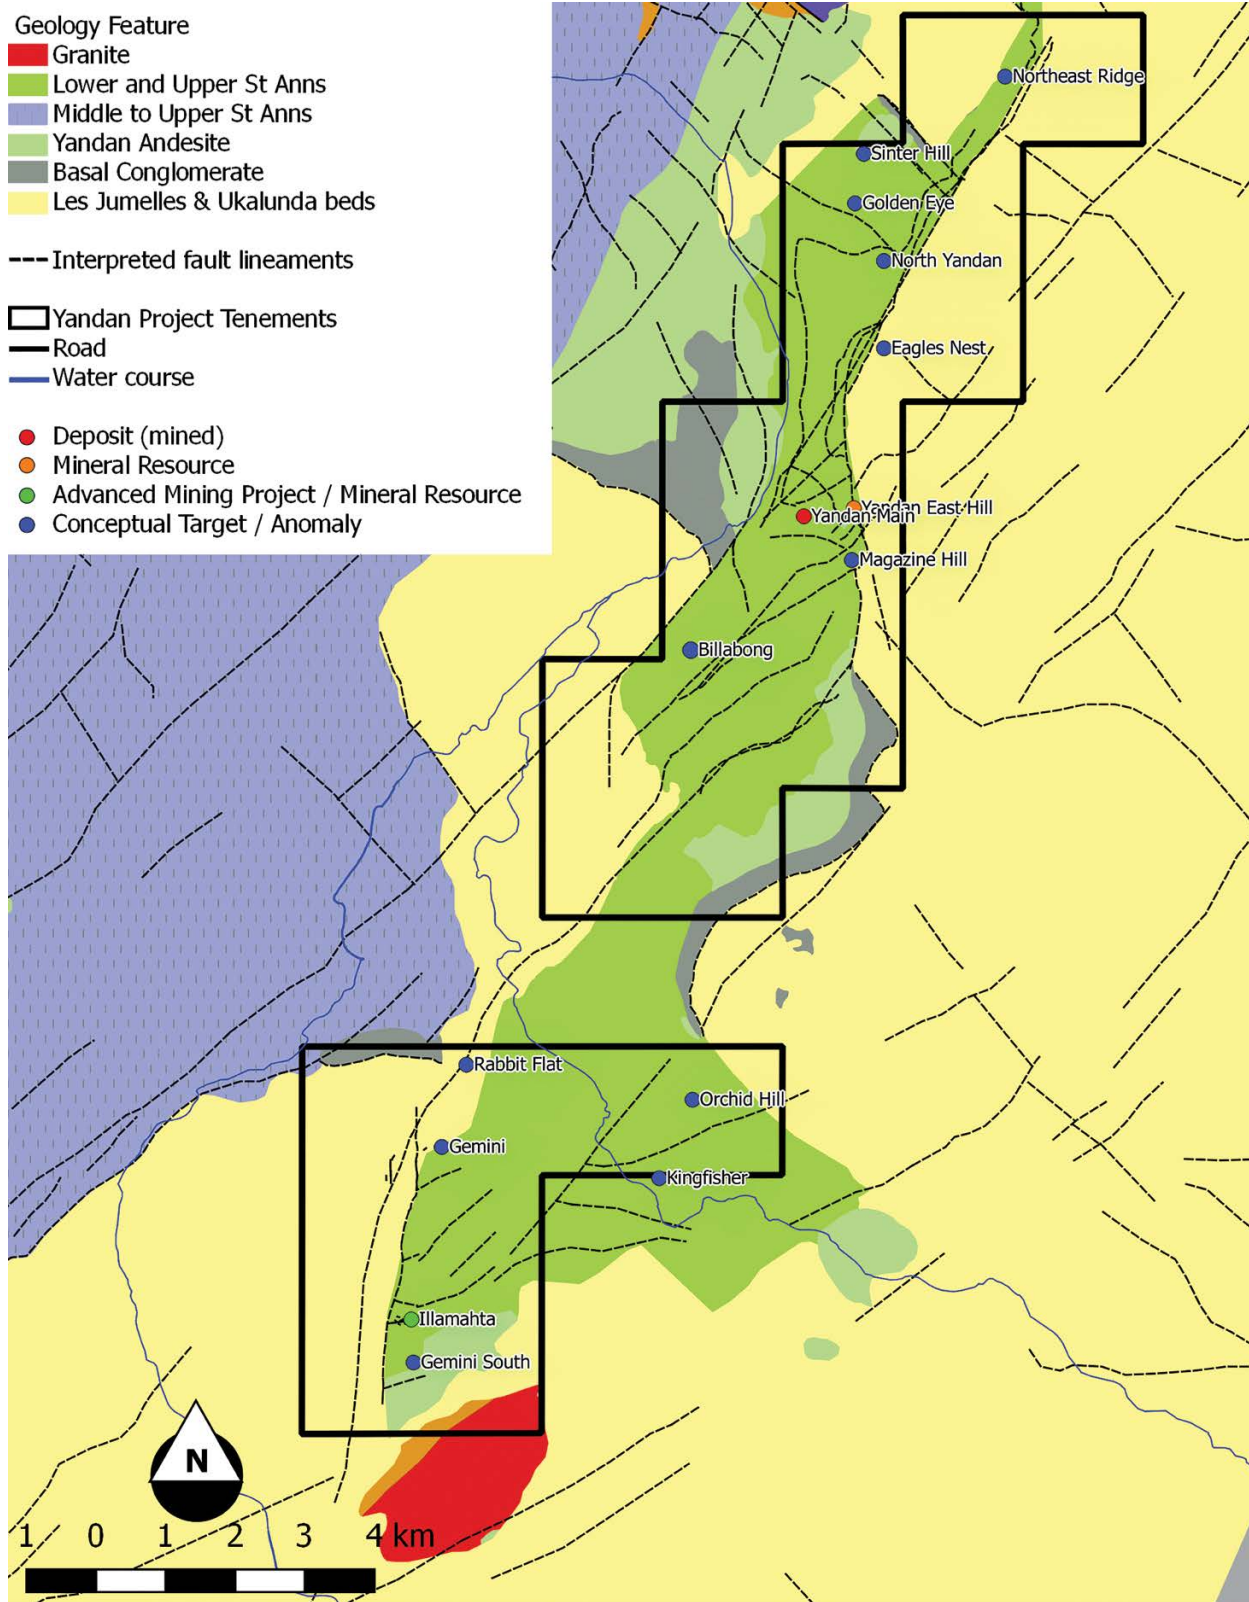 Geology Feature
Granite
Lower and Upper St Anns
Middle to Upper St Anns
Yandan Andesite
Basal Conglomerate
Les Jumelles & Ukalunda beds
Interpreted fault lineaments
Yandan Project Tenements
Road
Water course
Deposit (mined)
Mineral Resource
Advanced Mining Project / Mineral Resource
Conceptual Target / Anomaly
Northeast Ridge
Sinter Hill
Golden Eye
North Yandan
Eagles Nest
Yandan East Hill
Yandan Main
Magazine Hill
Billabong
Rabbit Flat
Orchid Hill
Gemini
Kingfisher
Illamahta
Gemini South
N
1 0 1 2 3 4 km